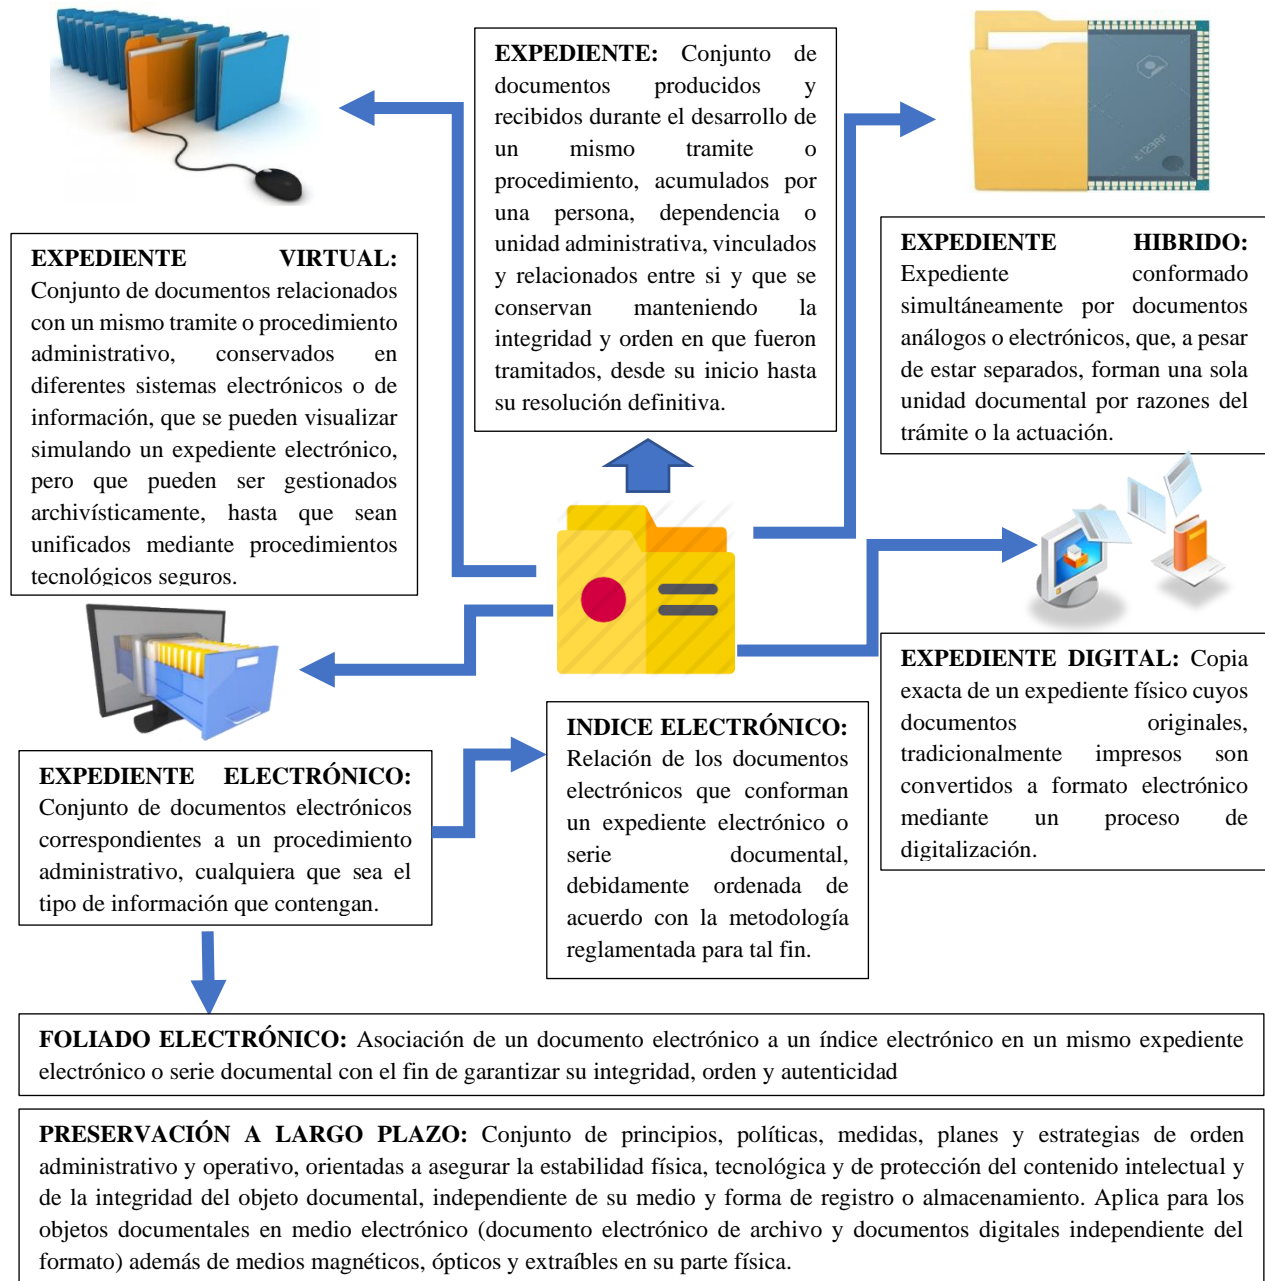 EXPEDIENTE: Conjunto de
documentos producidos y
recibidos durante el desarrollo de
un mismo tramite o
procedimiento, acumulados por
una persona, dependencia o
unidad administrativa, vinculados
y relacionados entre si y que se
conservan manteniendo la
integridad y orden en que fueron
tramitados, desde su inicio hasta
su resolución definitiva.
±123RF
EXPEDIENTE VIRTUAL:
Conjunto de documentos relacionados
con un mismo tramite o procedimiento
administrativo, conservados en
diferentes sistemas electrónicos o de
información, que se pueden visualizar
simulando un expediente electrónico,
pero que pueden ser gestionados
archivísticamente, hasta que sean
unificados mediante procedimientos
tecnológicos seguros.
EXPEDIENTE HIBRIDO:
Expediente conformado
simultáneamente por documentos
análogos o electrónicos, que, a pesar
de estar separados, forman una sola
unidad documental por razones del
trámite o la actuación.
EXPEDIENTE DIGITAL: Copia
exacta de un expediente físico cuyos
documentos originales,
tradicionalmente impresos son
convertidos a formato electrónico
mediante un proceso de
digitalización.
EXPEDIENTE ELECTRÓNICO:
Conjunto de documentos electrónicos
correspondientes a un procedimiento
administrativo, cualquiera que sea el
tipo de información que contengan.
INDICE ELECTRÓNICO:
Relación de los documentos
electrónicos que conforman
un expediente electrónico o
serie documental,
debidamente ordenada de
acuerdo con la metodología
reglamentada para tal fin.
FOLIADO ELECTRÓNICO: Asociación de un documento electrónico a un índice electrónico en un mismo expediente
electrónico o serie documental con el fin de garantizar su integridad, orden y autenticidad
PRESERVACIÓN A LARGO PLAZO: Conjunto de principios, políticas, medidas, planes y estrategias de orden
administrativo y operativo, orientadas a asegurar la estabilidad física, tecnológica y de protección del contenido intelectual y
de la integridad del objeto documental, independiente de su medio y forma de registro o almacenamiento. Aplica para los
objetos documentales en medio electrónico (documento electrónico de archivo y documentos digitales independiente del
formato) además de medios magnéticos, ópticos y extraíbles en su parte física.